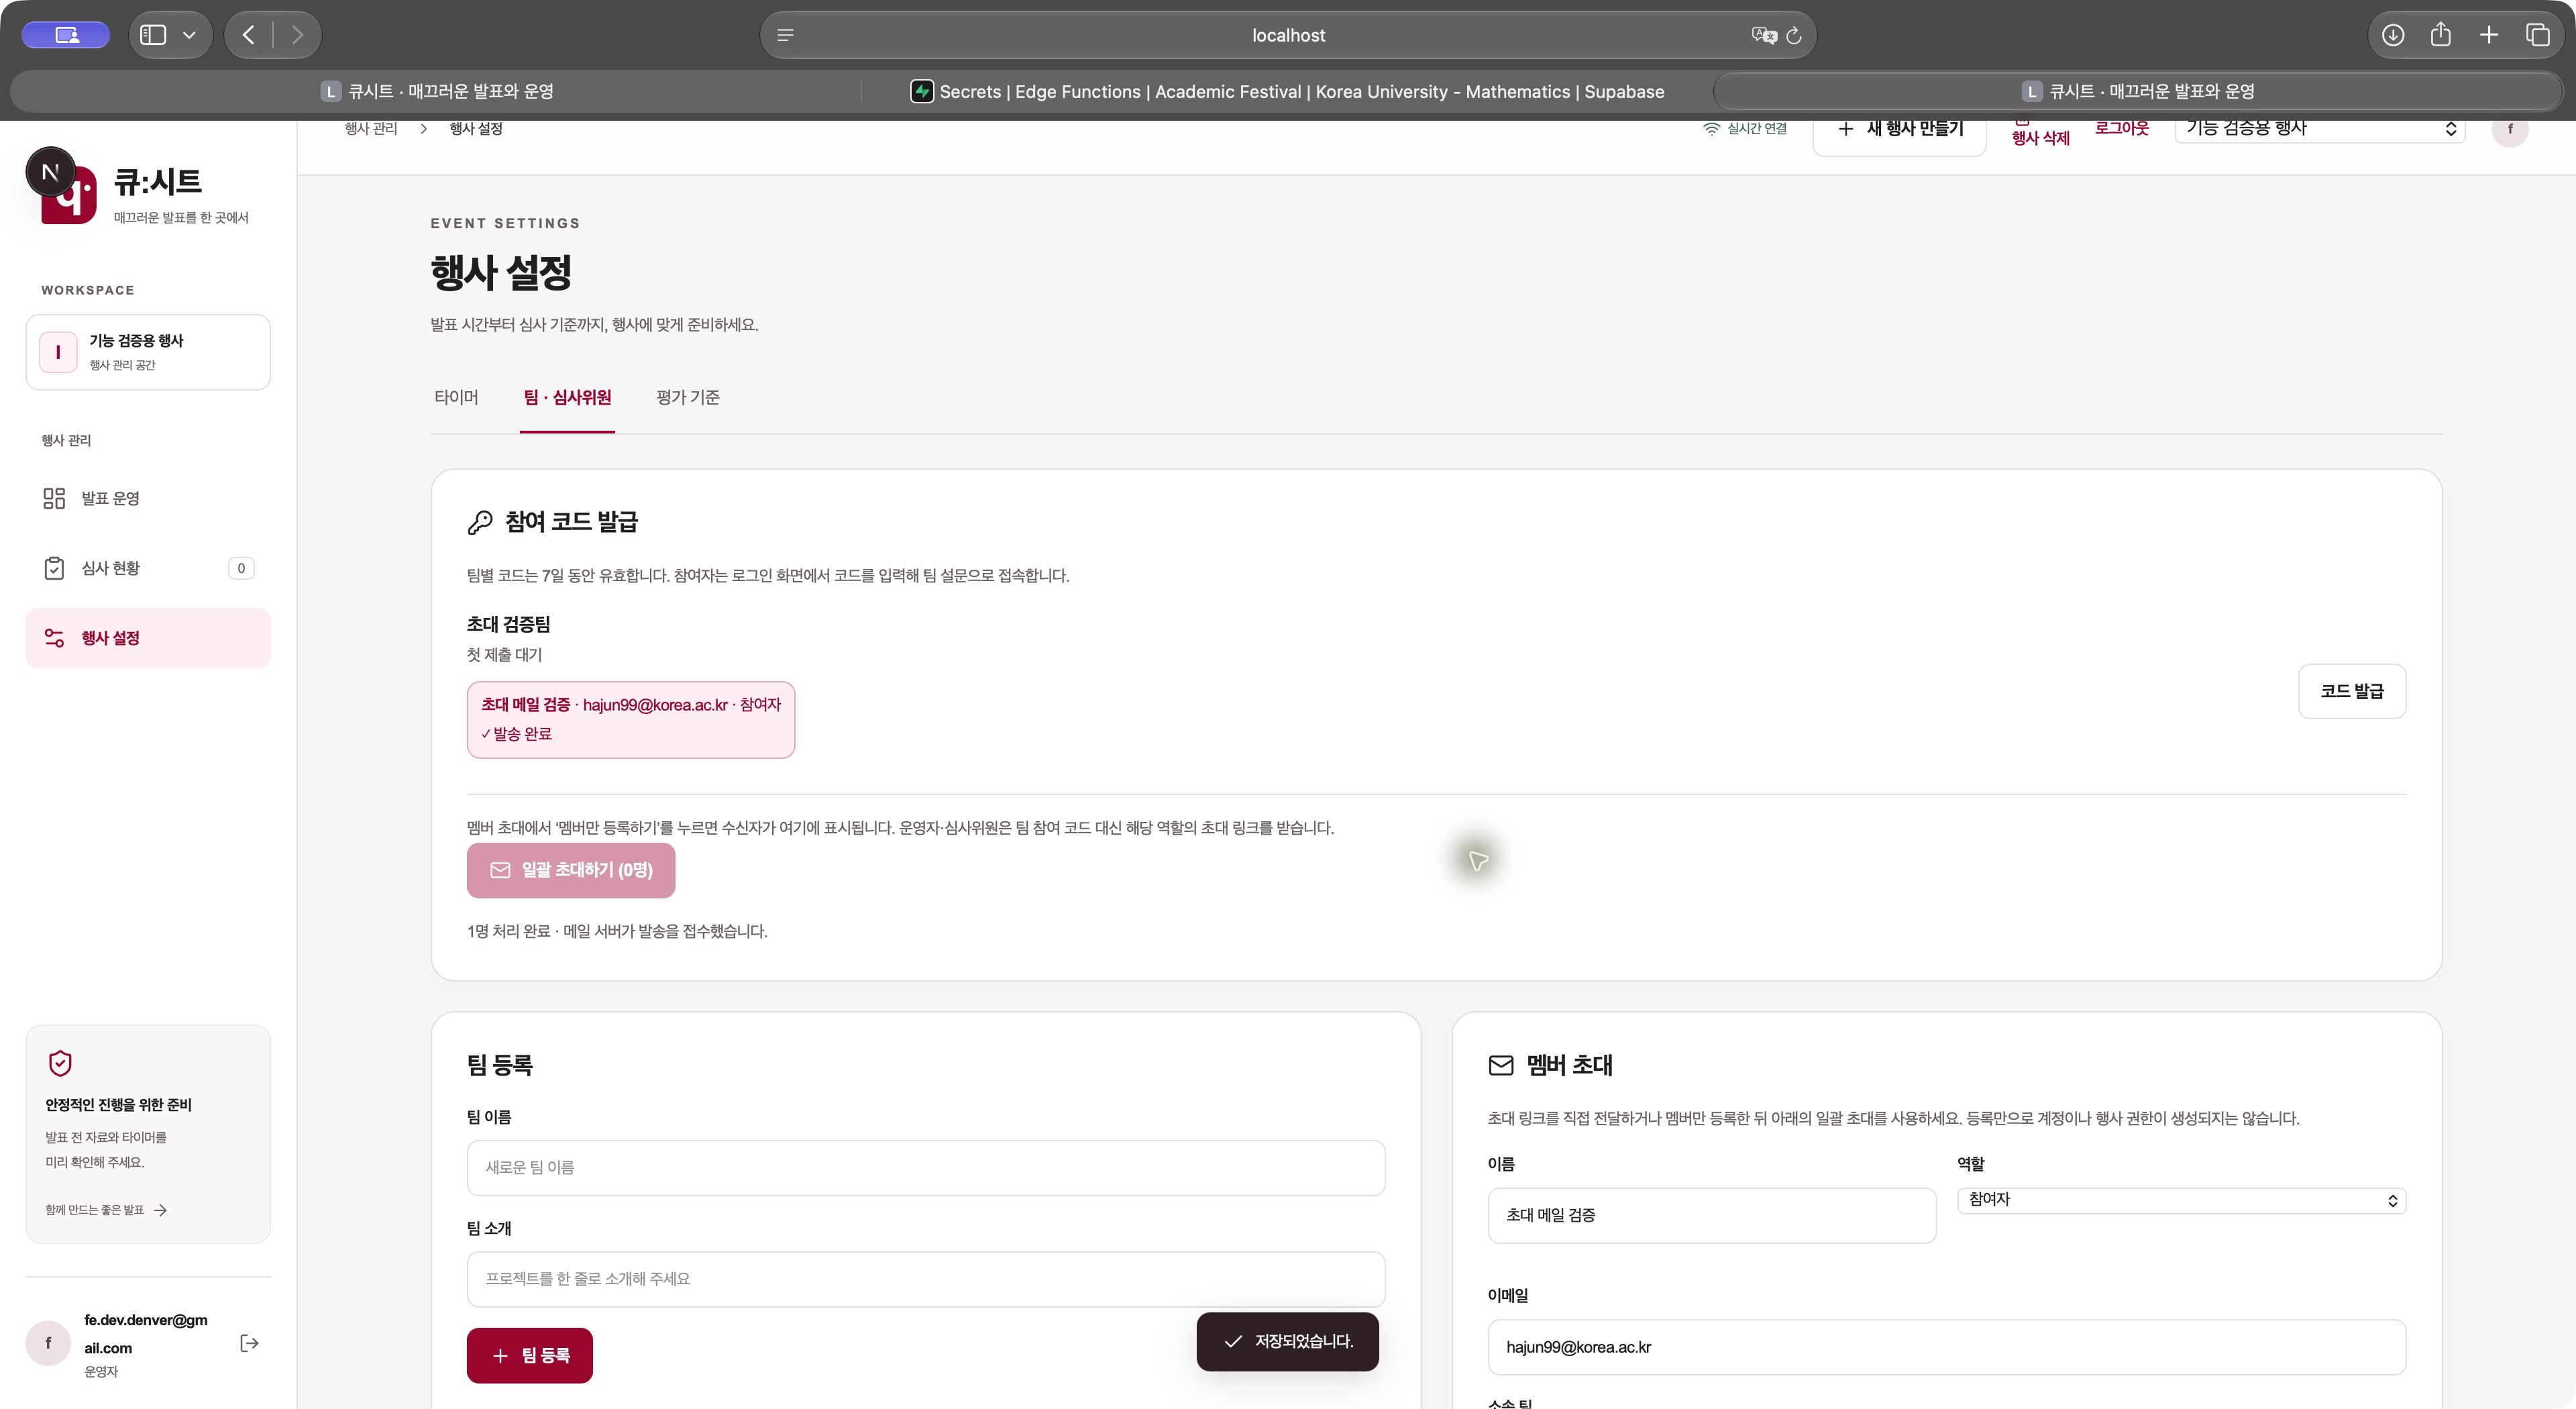 localhost
L 큐시트 · 매끄러운 발표와 운영
Secrets | Edge Functions | Academic Festival | Korea University - Mathematics | Supabase
L 큐시트 · 매끄러운 발표와 운영
N
큐:시트
매끄러운 발표를 한 곳에서
행사 관리 > 행사 설정
실시간 연결
+ 새 행사 만들기
행사 삭제
로그아웃
기능 검증용 행사
f
WORKSPACE
I
기능 검증용 행사
행사 관리 공간
행사 관리
발표 운영
심사 현황 0
행사 설정
안정적인 진행을 위한 준비
발표 전 자료와 타이머를
미리 확인해 주세요.
함께 만드는 좋은 발표 →
f
fe.dev.denver@gm
ail.com
운영자
EVENT SETTINGS
행사 설정
발표 시간부터 심사 기준까지, 행사에 맞게 준비하세요.
타이머 팀 · 심사위원 평가 기준
참여 코드 발급
팀별 코드는 7일 동안 유효합니다. 참여자는 로그인 화면에서 코드를 입력해 팀 설문으로 접속합니다.
초대 검증팀
첫 제출 대기
초대 메일 검증 · hajun99@korea.ac.kr · 참여자
✓ 발송 완료
코드 발급
멤버 초대에서 ‘멤버만 등록하기’를 누르면 수신자가 여기에 표시됩니다. 운영자·심사위원은 팀 참여 코드 대신 해당 역할의 초대 링크를 받습니다.
일괄 초대하기 (0명)
1명 처리 완료 · 메일 서버가 발송을 접수했습니다.
팀 등록
팀 이름
새로운 팀 이름
팀 소개
프로젝트를 한 줄로 소개해 주세요
+ 팀 등록
✓ 저장되었습니다.
멤버 초대
초대 링크를 직접 전달하거나 멤버만 등록한 뒤 아래의 일괄 초대를 사용하세요. 등록만으로 계정이나 행사 권한이 생성되지는 않습니다.
이름
초대 메일 검증
역할
참여자
이메일
hajun99@korea.ac.kr
소속 팀